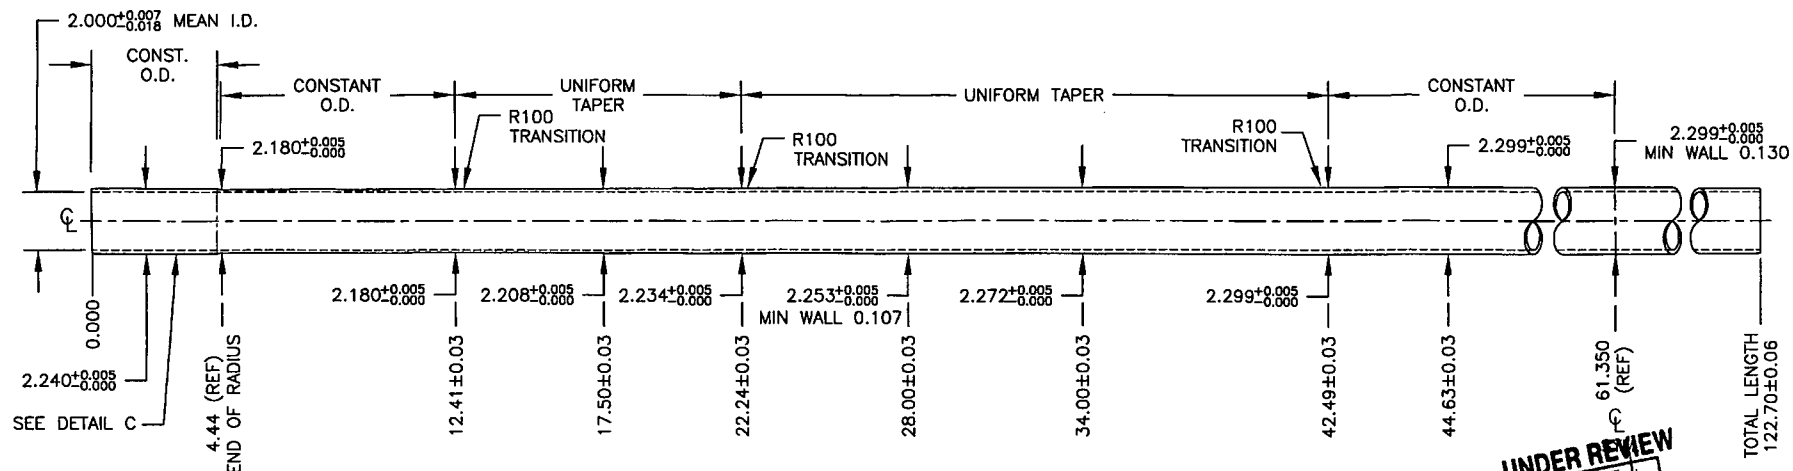 2.000+0.007 -0.018 MEAN I.D.
CONST.
O.D.
CONSTANT
O.D.
UNIFORM
TAPER
UNIFORM TAPER
CONSTANT
O.D.
R100
TRANSITION
R100
TRANSITION
R100
TRANSITION
2.180+0.005 -0.000
2.299+0.005 -0.000
2.299+0.005 -0.000
MIN WALL 0.130
℄
2.180+0.005 -0.000
2.208+0.005 -0.000
2.234+0.005 -0.000
2.253+0.005 -0.000
MIN WALL 0.107
2.272+0.005 -0.000
2.299+0.005 -0.000
2.240+0.005 -0.000
SEE DETAIL C
0.000
4.44 (REF)
END OF RADIUS
12.41±0.03
17.50±0.03
22.24±0.03
28.00±0.03
34.00±0.03
42.49±0.03
44.63±0.03
℄ 61.350
(REF)
TOTAL LENGTH
122.70±0.06
UNDER REVIEW